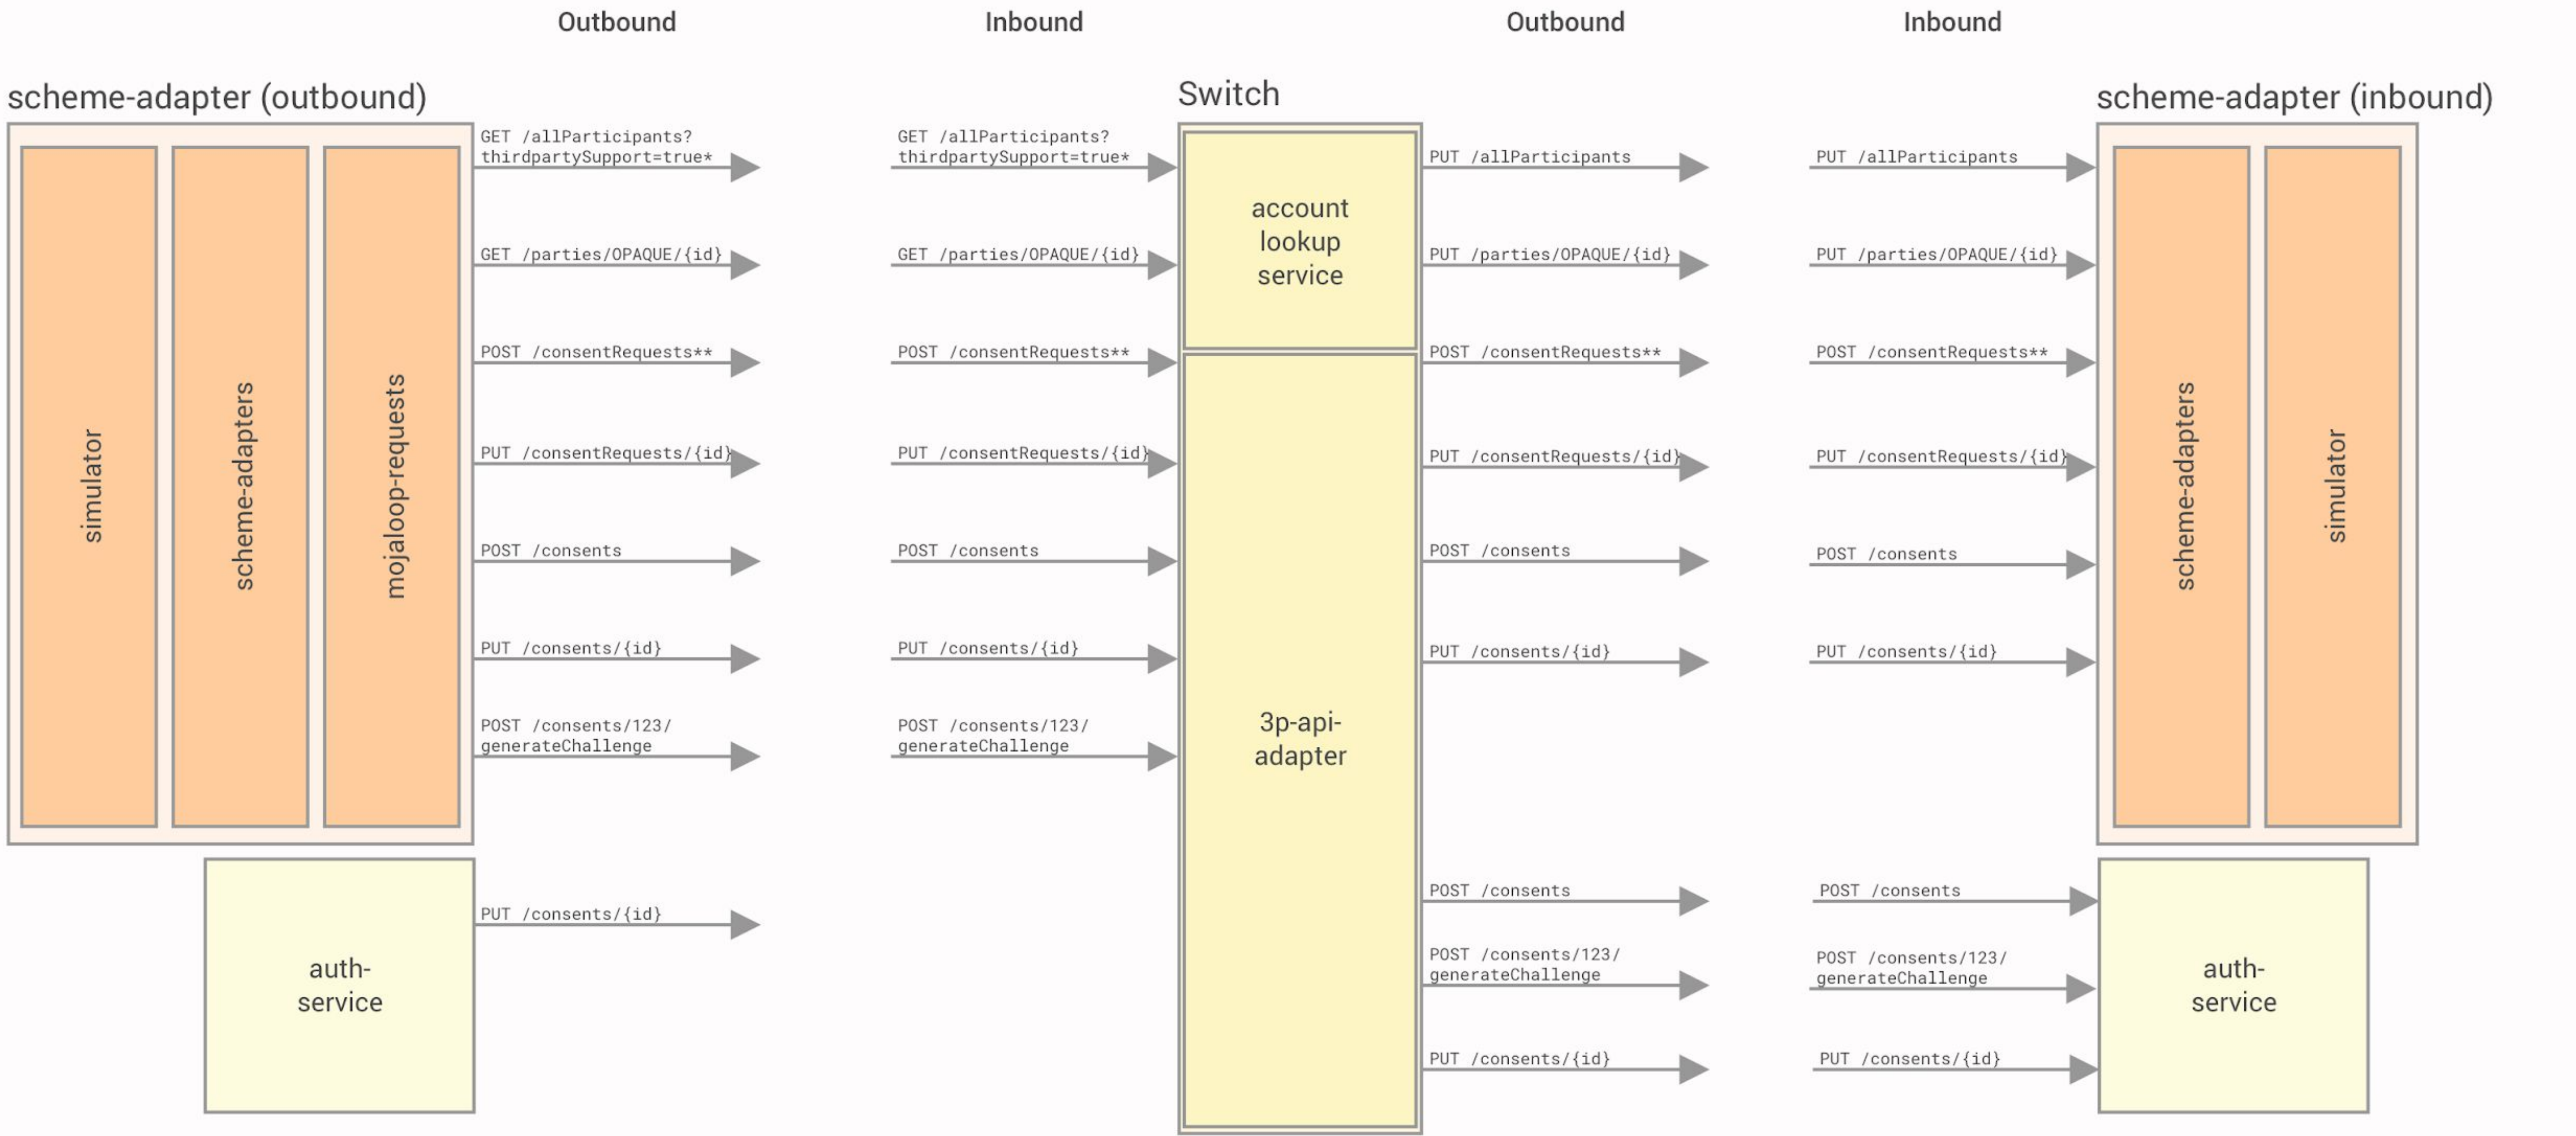 Outbound
Inbound
Outbound
Inbound
scheme-adapter (outbound)
Switch
scheme-adapter (inbound)
simulator
scheme-adapters
mojaloop-requests
GET /allParticipants?
thirdpartySupport=true*
GET /parties/OPAQUE/{id}
POST /consentRequests**
PUT /consentRequests/{id}
POST /consents
PUT /consents/{id}
POST /consents/123/
generateChallenge
auth-
service
PUT /consents/{id}
GET /allParticipants?
thirdpartySupport=true*
GET /parties/OPAQUE/{id}
POST /consentRequests**
PUT /consentRequests/{id}
POST /consents
PUT /consents/{id}
POST /consents/123/
generateChallenge
account
lookup
service
3p-api-
adapter
PUT /allParticipants
PUT /parties/OPAQUE/{id}
POST /consentRequests**
PUT /consentRequests/{id}
POST /consents
PUT /consents/{id}
POST /consents
POST /consents/123/
generateChallenge
PUT /consents/{id}
PUT /allParticipants
PUT /parties/OPAQUE/{id}
POST /consentRequests**
PUT /consentRequests/{id}
POST /consents
PUT /consents/{id}
POST /consents
POST /consents/123/
generateChallenge
PUT /consents/{id}
scheme-adapters
simulator
auth-
service